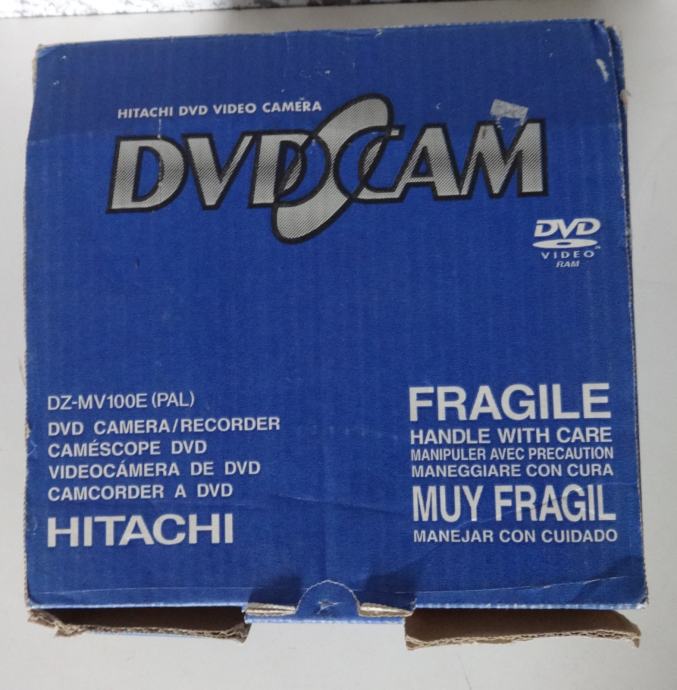 HITACHI DVD VIDEO CAMERA
DVDCAM
DVD
VIDEO
RAM
DZ-MV100E (PAL)
DVD CAMERA/RECORDER
CAMÉSCOPE DVD
VIDEOCÁMERA DE DVD
CAMCORDER A DVD
HITACHI
FRAGILE
HANDLE WITH CARE
MANIPULER AVEC PRECAUTION
MANEGGIARE CON CURA
MUY FRAGIL
MANEJAR CON CUIDADO